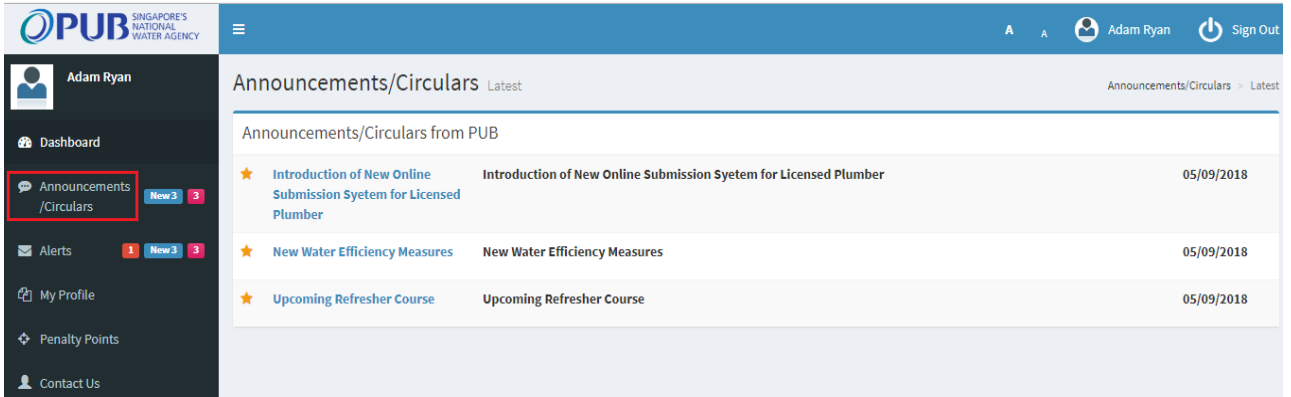 PUB SINGAPORE'S
NATIONAL
WATER AGENCY
A A Adam Ryan Sign Out
Adam Ryan
Dashboard
Announcements
/Circulars New 3 3
Alerts 1 New 3 3
My Profile
Penalty Points
Contact Us
Announcements/Circulars Latest
Announcements/Circulars > Latest
Announcements/Circulars from PUB
Introduction of New Online Introduction of New Online Submission Syetem for Licensed Plumber 05/09/2018
Submission Syetem for Licensed
Plumber
New Water Efficiency Measures New Water Efficiency Measures 05/09/2018
Upcoming Refresher Course Upcoming Refresher Course 05/09/2018